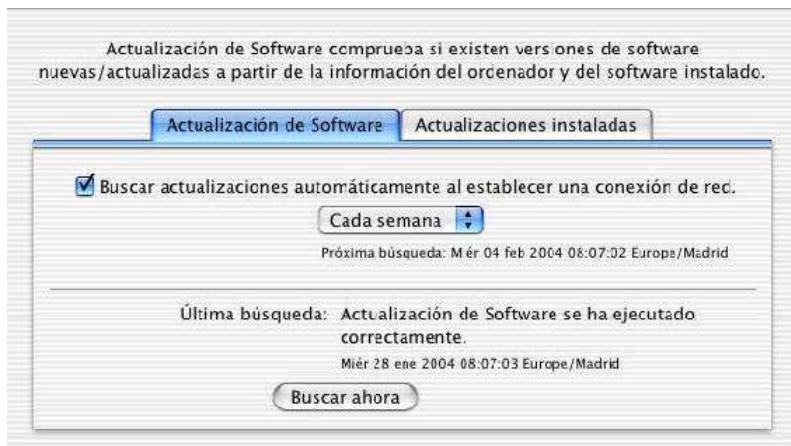 Actualización de Software comprueba si existen versiones de software
nuevas/actualizadas a partir de la información del ordenador y del software instalado.
Actualización de Software
Actualizaciones instaladas
Buscar actualizaciones automáticamente al establecer una conexión de red.
Cada semana
Próxima búsqueda: Miér 04 feb 2004 08:07:02 Europe/Madrid
Última búsqueda: Actualización de Software se ha ejecutado
correctamente.
Miér 28 ene 2004 08:07:03 Europe/Madrid
Buscar ahora